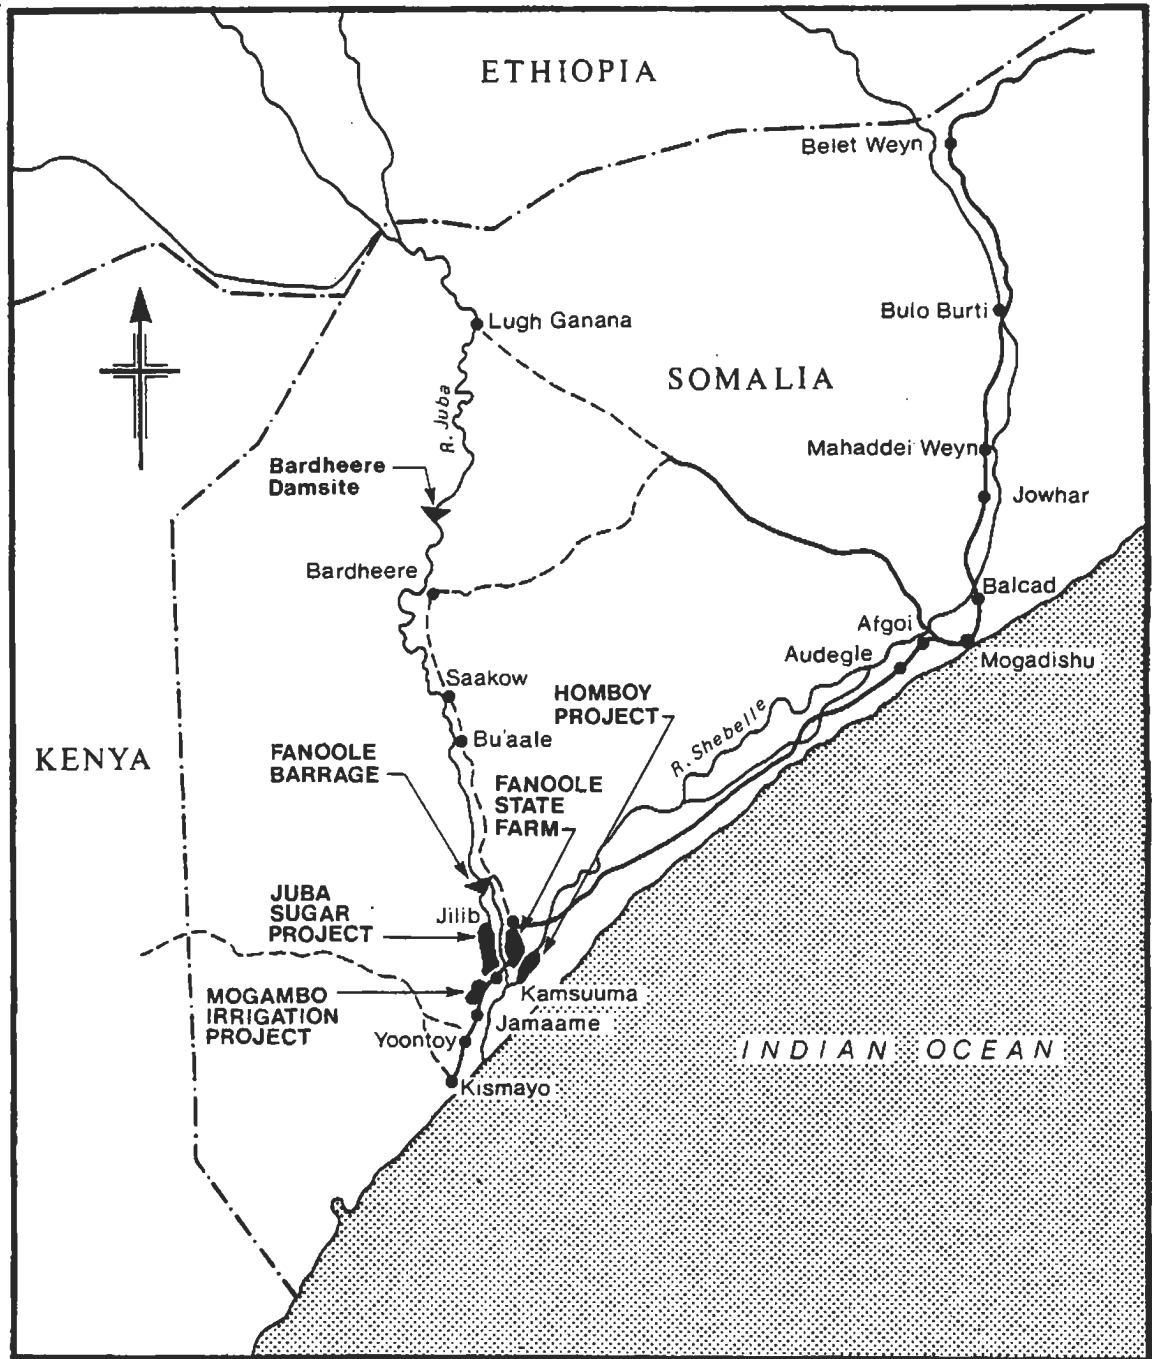 ETHIOPIA
Belet Weyn
Bulo Burti
Lugh Ganana
SOMALIA
R. Juba
Mahaddei Weyn
Bardheere
Damsite
Jowhar
Bardheere
Balcad
Afgoi
Audegle
Mogadishu
Saakow
HOMBOY
PROJECT
R. Shebelle
Bu'aale
KENYA
FANOOLE
BARRAGE
FANOOLE
STATE
FARM
JUBA
SUGAR
PROJECT
Jilib
MOGAMBO
IRRIGATION
PROJECT
Kamsuuma
Jamaame
Yoontoy
INDIAN OCEAN
Kismayo